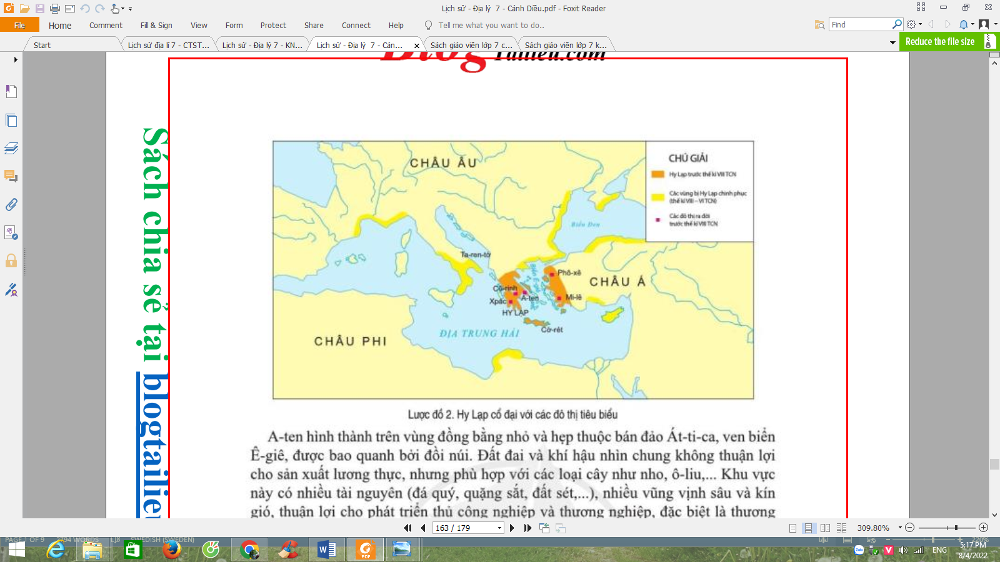 Lịch sử - Địa lý  7 - Cánh Diều.pdf - Foxit Reader
File Home Comment Fill & Sign View Form Protect Share Connect Help Tell me what you want to do.. Find
Start Lịch sử địa lí 7 - CTST... Lịch sử - Địa lý 7 - KN... Lịch sử - Địa lý  7 - Cán... Sách giáo viên lớp 7 c... Sách giáo viên lớp 7 k... Reduce the file size
Blog Tailieu.com
Sách chia sẽ tại blogtailieu
CHÚ GIẢI
Hy Lạp trước thế kỉ VIII TCN
Các vùng bị Hy Lạp chinh phục
(thế kỉ VIII – VI TCN)
Các đô thị ra đời
trước thế kỉ VIII TCN
CHÂU ÂU
Biển Đen
Ta-ren-tô
Phô-xê
CHÂU Á
Cô-rinh
A-ten
Mi-lê
Xpác
HY LẠP
Biển Ê-giê
Cờ-rét
ĐỊA TRUNG HẢI
CHÂU PHI
Lược đồ 2. Hy Lạp cổ đại với các đô thị tiêu biểu
A-ten hình thành trên vùng đồng bằng nhỏ và hẹp thuộc bán đảo Át-ti-ca, ven biển
Ê-giê, được bao quanh bởi đồi núi. Đất đai và khí hậu nhìn chung không thuận lợi
cho sản xuất lương thực, nhưng phù hợp với các loại cây như nho, ô-liu,... Khu vực
này có nhiều tài nguyên (đá quý, quặng sắt, đất sét,...), nhiều vũng vịnh sâu và kín
gió, thuận lợi cho phát triển thủ công nghiệp và thương nghiệp, đặc biệt là thương
163 / 179
309.80%
PAGE 1 OF 9 2794 WORDS SWEDISH (SWEDEN) 220%
PDF
Zalo
ENG
5:17 PM
8/4/2022